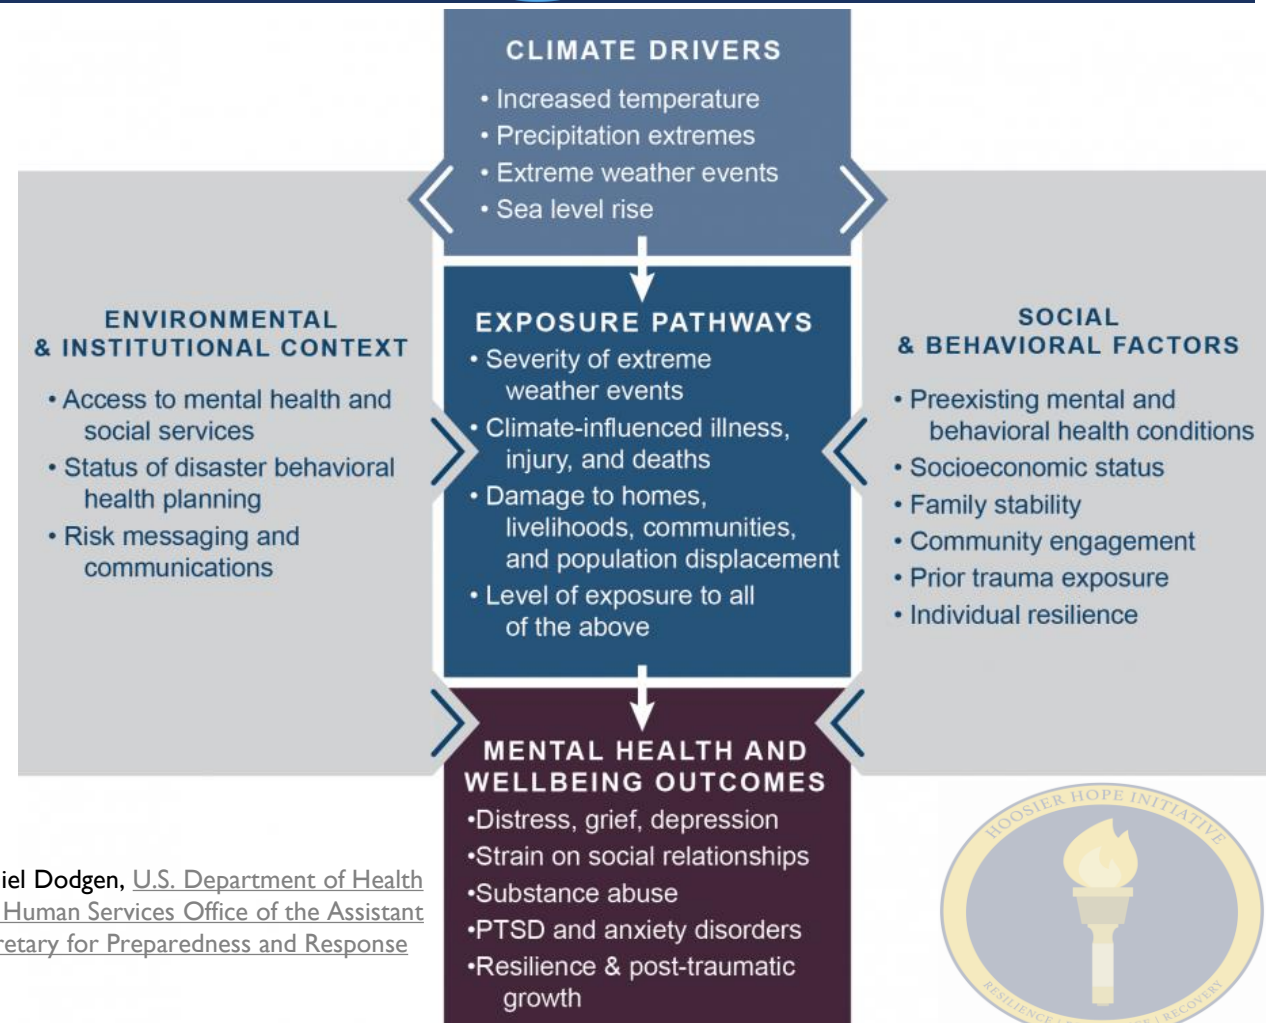 CLIMATE DRIVERS
• Increased temperature
• Precipitation extremes
• Extreme weather events
• Sea level rise
ENVIRONMENTAL
& INSTITUTIONAL CONTEXT
• Access to mental health and
social services
• Status of disaster behavioral
health planning
• Risk messaging and
communications
EXPOSURE PATHWAYS
• Severity of extreme
weather events
• Climate-influenced illness,
injury, and deaths
• Damage to homes,
livelihoods, communities,
and population displacement
• Level of exposure to all
of the above
SOCIAL
& BEHAVIORAL FACTORS
• Preexisting mental and
behavioral health conditions
• Socioeconomic status
• Family stability
• Community engagement
• Prior trauma exposure
• Individual resilience
MENTAL HEALTH AND
WELLBEING OUTCOMES
•Distress, grief, depression
•Strain on social relationships
•Substance abuse
•PTSD and anxiety disorders
•Resilience & post-traumatic
growth
iel Dodgen, U.S. Department of Health
Human Services Office of the Assistant
retary for Preparedness and Response
HOOSIER HOPE INITIATIVE
RESILIENCE
RECOVERY